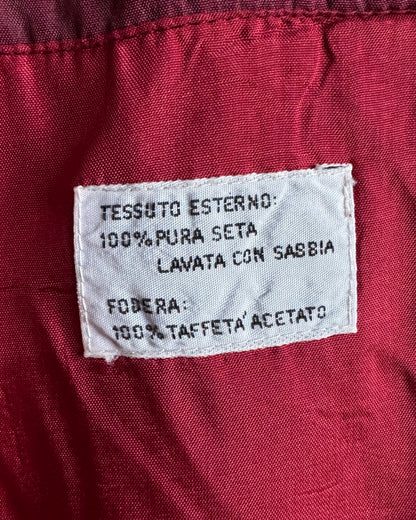 TESSUTO ESTERNO:
100% PURA SETA
LAVATA CON SABBIA
FODERA:
100% TAFFETA' ACETATO